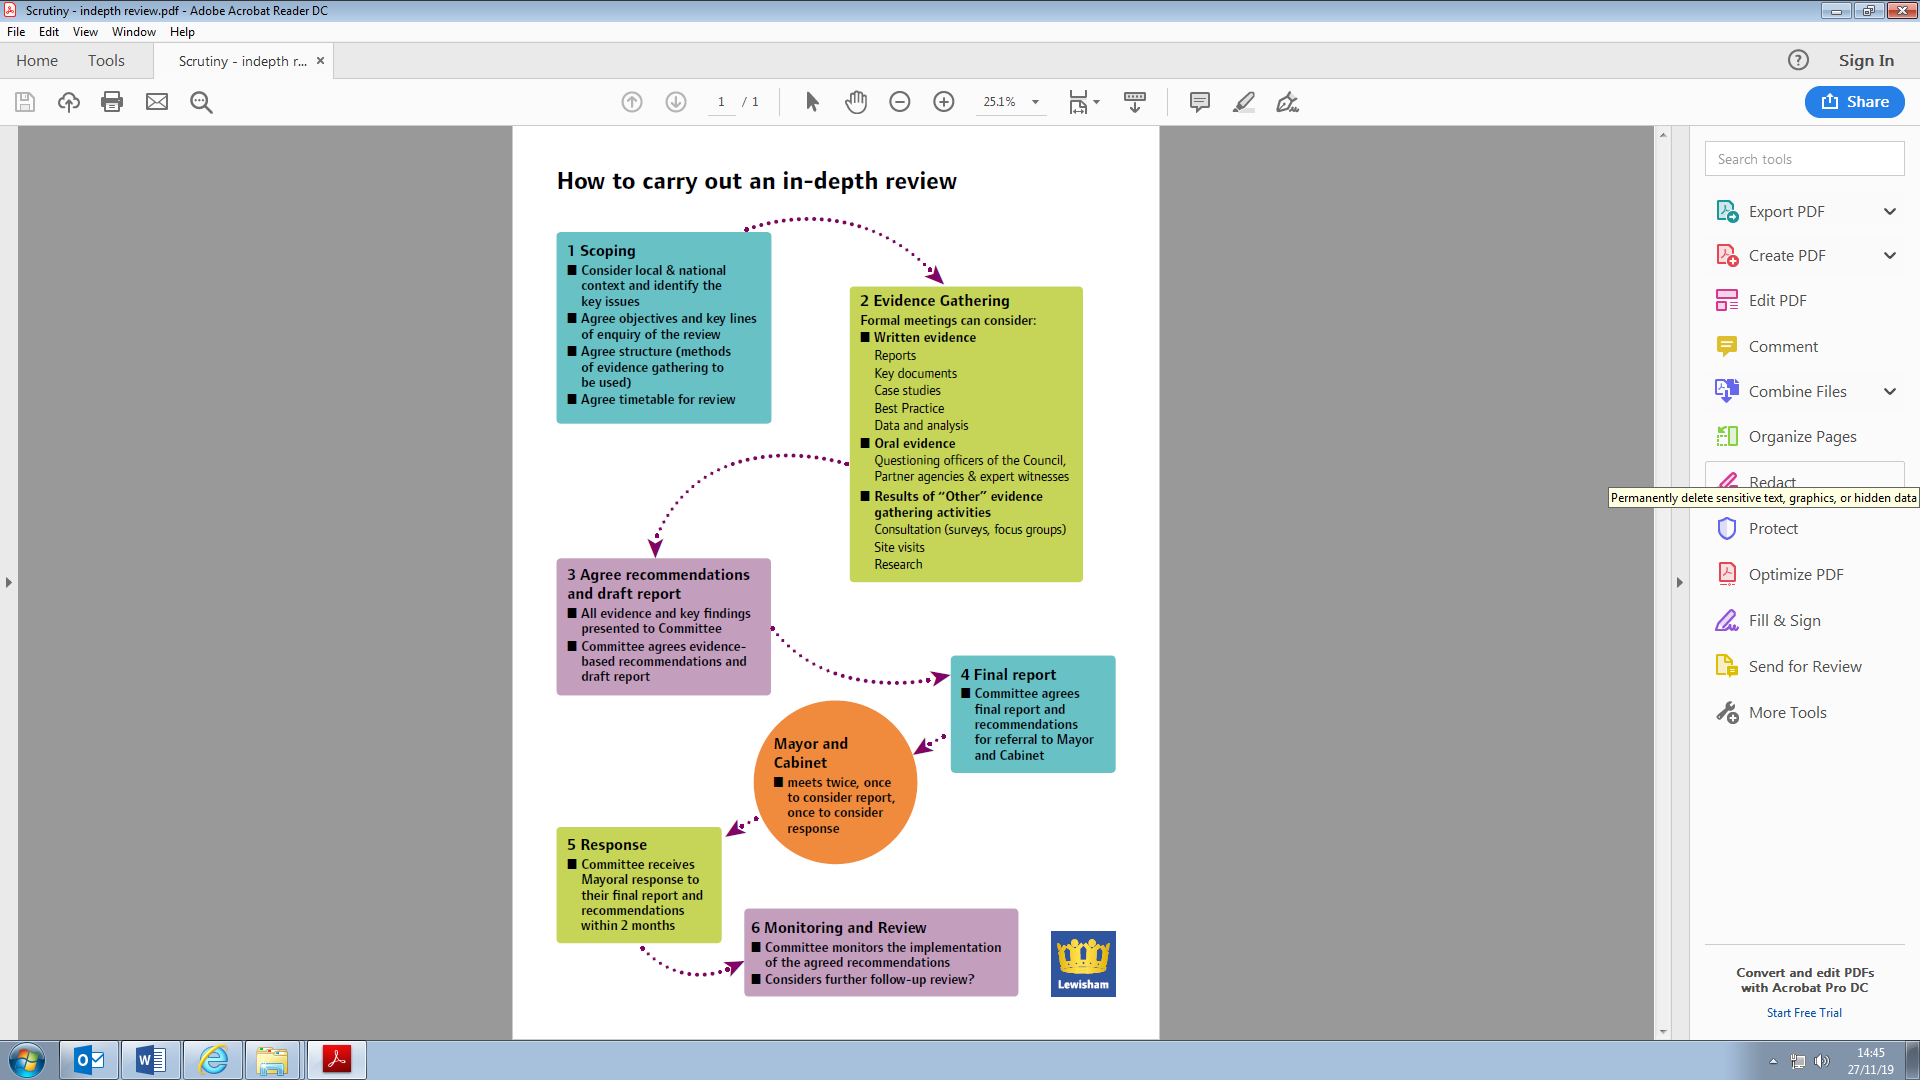 Scrutiny - indepth review.pdf - Adobe Acrobat Reader DC
File Edit View Window Help
Home Tools Scrutiny - indepth r... × Sign In
1 / 1 25.1% Share
How to carry out an in-depth review
1 Scoping
■ Consider local & national
context and identify the
key issues
■ Agree objectives and key lines
of enquiry of the review
■ Agree structure (methods
of evidence gathering to
be used)
■ Agree timetable for review
2 Evidence Gathering
Formal meetings can consider:
■ Written evidence
Reports
Key documents
Case studies
Best Practice
Data and analysis
■ Oral evidence
Questioning officers of the Council,
Partner agencies & expert witnesses
■ Results of “Other” evidence
gathering activities
Consultation (surveys, focus groups)
Site visits
Research
3 Agree recommendations
and draft report
■ All evidence and key findings
presented to Committee
■ Committee agrees evidence-
based recommendations and
draft report
4 Final report
■ Committee agrees
final report and
recommendations
for referral to Mayor
and Cabinet
Mayor and
Cabinet
■ meets twice, once
to consider report,
once to consider
response
5 Response
■ Committee receives
Mayoral response to
their final report and
recommendations
within 2 months
6 Monitoring and Review
■ Committee monitors the implementation
of the agreed recommendations
■ Considers further follow-up review?
Lewisham
Search tools
Export PDF
Create PDF
Edit PDF
Comment
Combine Files
Organize Pages
Redact
Permanently delete sensitive text, graphics, or hidden data
Protect
Optimize PDF
Fill & Sign
Send for Review
More Tools
Convert and edit PDFs
with Acrobat Pro DC
Start Free Trial
14:45
27/11/19